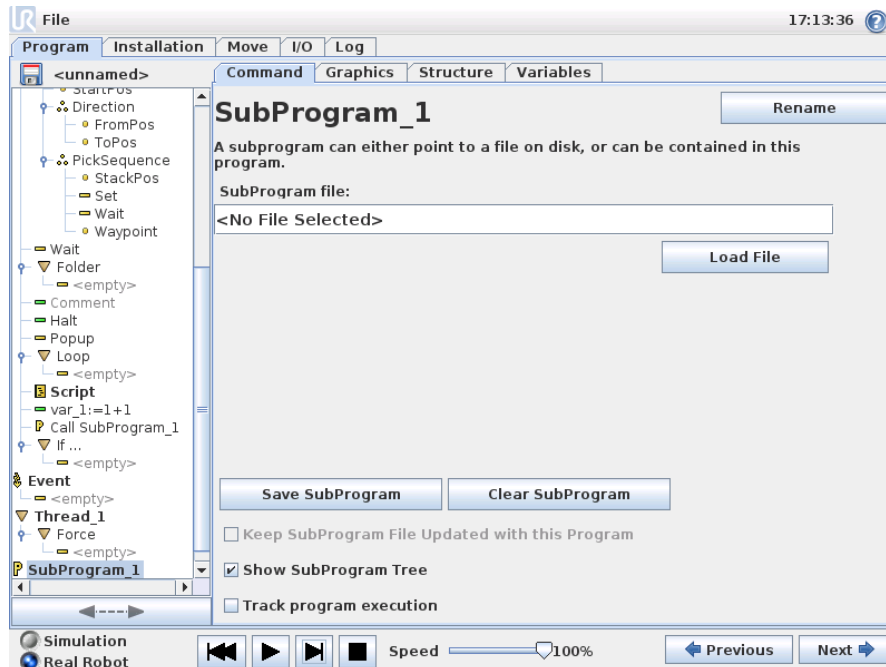 UR File 17:13:36 ?
Program Installation Move I/O Log
<unnamed> Command Graphics Structure Variables
StartPos
Direction
FromPos
ToPos
PickSequence
StackPos
Set
Wait
Waypoint
Wait
Folder
<empty>
Comment
Halt
Popup
Loop
<empty>
Script
var_1:=1+1
P Call SubProgram_1
If ...
<empty>
Event
<empty>
Thread_1
Force
<empty>
P SubProgram_1
SubProgram_1
Rename
A subprogram can either point to a file on disk, or can be contained in this
program.
SubProgram file:
<No File Selected>
Load File
Save SubProgram Clear SubProgram
Keep SubProgram File Updated with this Program
Show SubProgram Tree
Track program execution
Simulation
Real Robot
Speed 100%
Previous Next